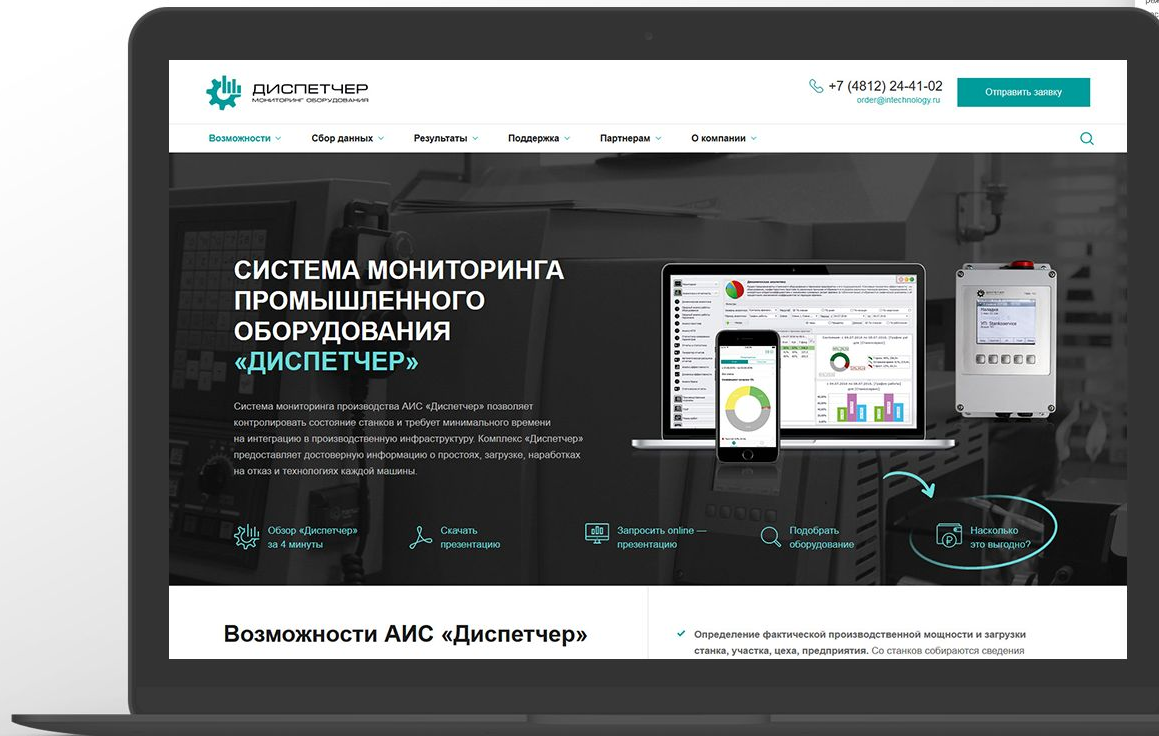 ДИСПЕТЧЕР
МОНИТОРИНГ ОБОРУДОВАНИЯ
+7 (4812) 24-41-02
order@intechnology.ru
Отправить заявку
Возможности
Сбор данных
Результаты
Поддержка
Партнерам
О компании
СИСТЕМА МОНИТОРИНГА
ПРОМЫШЛЕННОГО
ОБОРУДОВАНИЯ
«ДИСПЕТЧЕР»
Система мониторинга производства АИС «Диспетчер» позволяет
контролировать состояние станков и требует минимального времени
на интеграцию в производственную инфраструктуру. Комплекс «Диспетчер»
предоставляет достоверную информацию о простоях, загрузке, наработках
на отказ и технологиях каждой машины.
ДИСПЕТЧЕР
Наладка
Обзор «Диспетчер»
за 4 минуты
Скачать
презентацию
Запросить online —
презентацию
Подобрать
оборудование
Насколько
это выгодно?
Возможности АИС «Диспетчер»
Определение фактической производственной мощности и загрузки
станка, участка, цеха, предприятия. Со станков собираются сведения